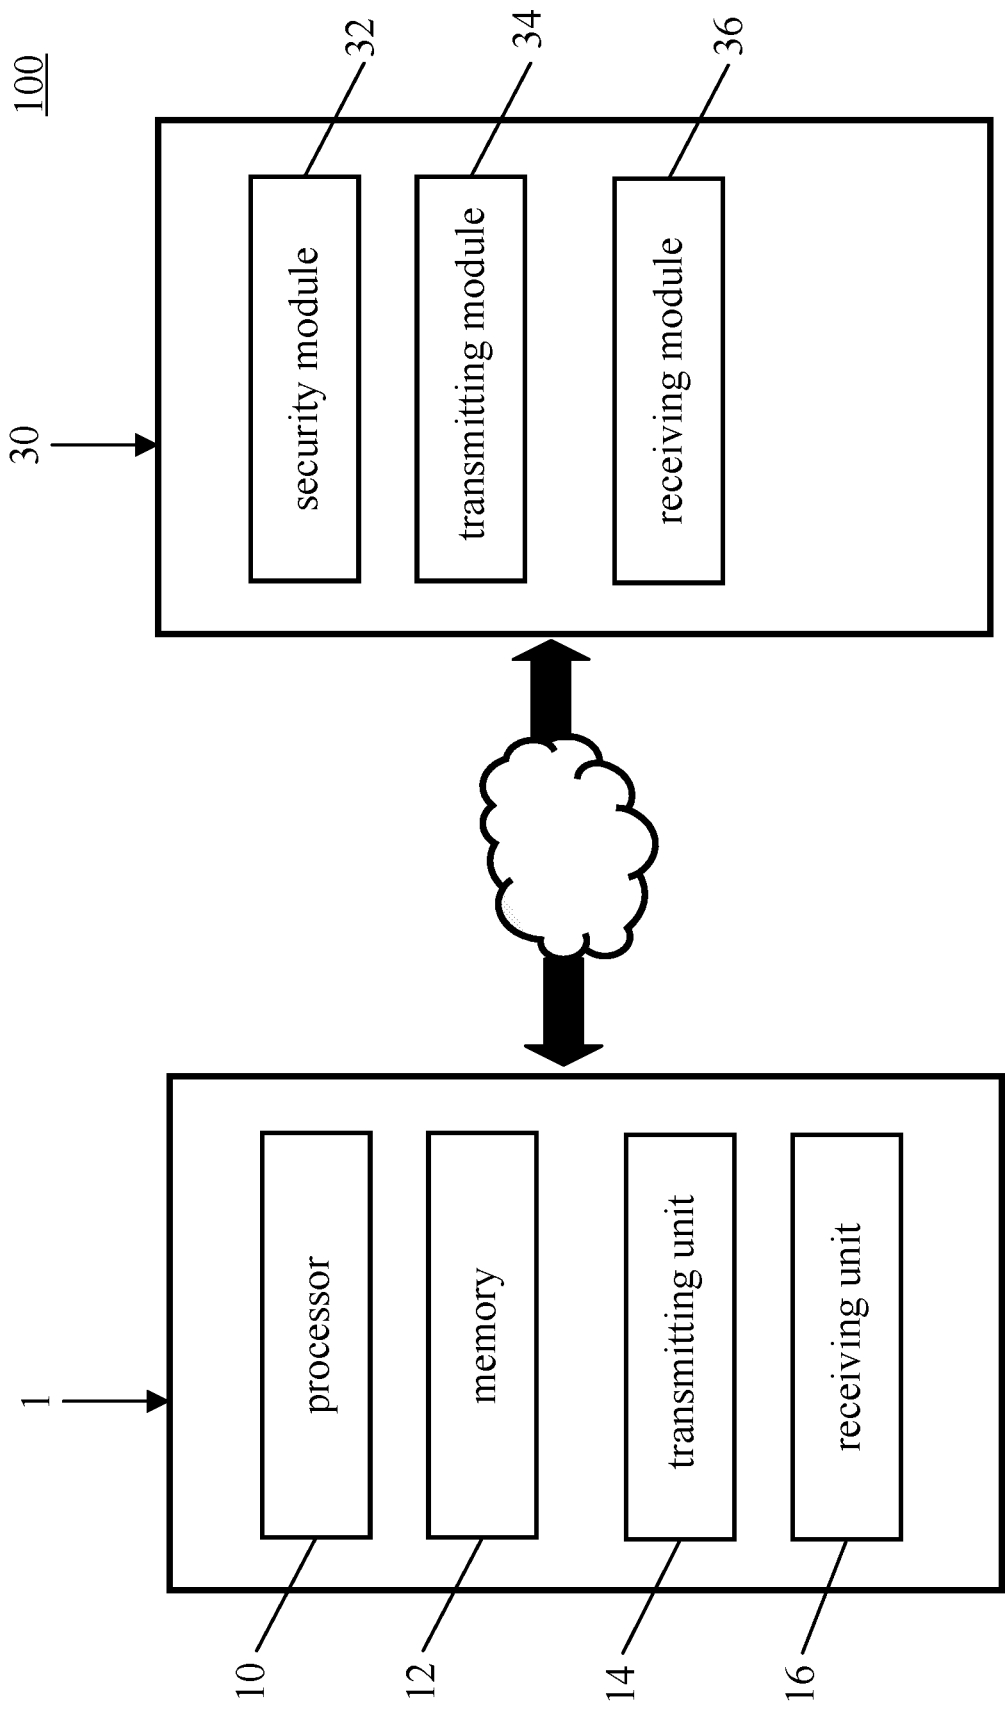 100
1
30
10
processor
12
memory
14
transmitting unit
16
receiving unit
security module
32
transmitting module
34
receiving module
36